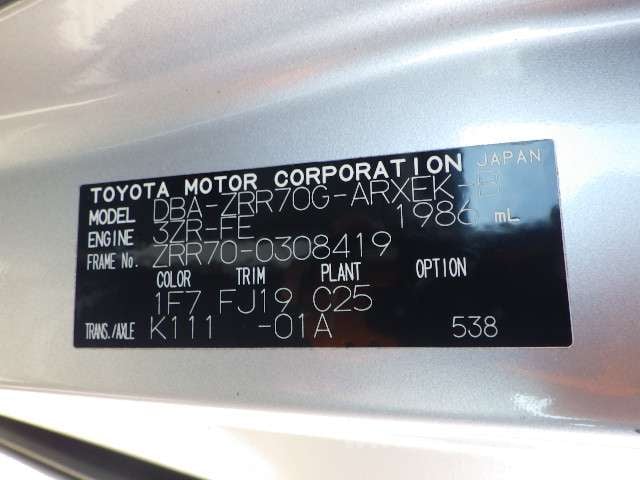 TOYOTA MOTOR CORPORATION JAPAN
MODEL DBA-ZRR70G-ARXEK-B
ENGINE 3ZR-FE 1986 mL
FRAME No. ZRR70-0308419
COLOR TRIM PLANT OPTION
1F7 FJ19 C25
TRANS./AXLE K111 -01A 538